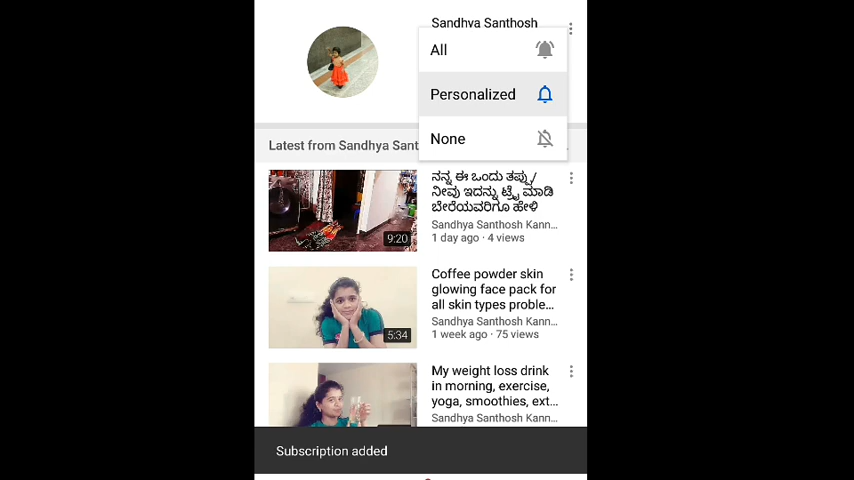 Sandhya Santhosh
All
Personalized
None
Latest from Sandhya Sant
ನನ್ನ ಈ ಒಂದು ತಪ್ಪು/
ನೀವು ಇದನ್ನು ಟ್ರೈ ಮಾಡಿ
ಬೇರೆಯವರಿಗೂ ಹೇಳಿ
Sandhya Santhosh Kann...
1 day ago · 4 views
9:20
Coffee powder skin
glowing face pack for
all skin types proble...
Sandhya Santhosh Kann...
1 week ago · 75 views
5:34
My weight loss drink
in morning, exercise,
yoga, smoothies, ext...
Sandhya Santhosh Kann...
Subscription added